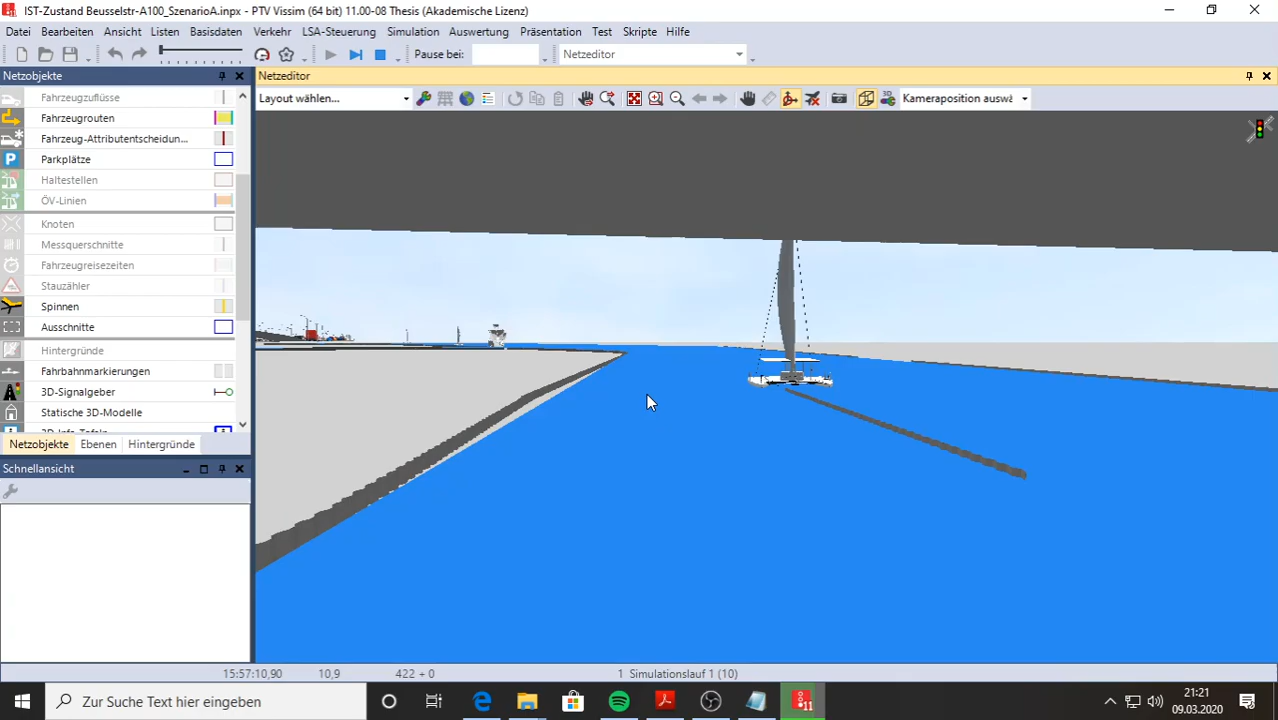 IST-Zustand Beusselstr-A100_SzenarioA.inpx - PTV Vissim (64 bit) 11.00-08 Thesis (Akademische Lizenz)
Datei Bearbeiten Ansicht Listen Basisdaten Verkehr LSA-Steuerung Simulation Auswertung Präsentation Test Skripte Hilfe
Pause bei: Netzeditor
Netzobjekte
Netzeditor
Layout wählen...
Kameraposition auswä
Fahrzeugzuflüsse
Fahrzeugrouten
Fahrzeug-Attributentscheidun...
Parkplätze
Haltestellen
ÖV-Linien
Knoten
Messquerschnitte
Fahrzeugreisezeiten
Stauzähler
Spinnen
Ausschnitte
Hintergründe
Fahrbahnmarkierungen
3D-Signalgeber
Statische 3D-Modelle
3D-Info-Tafeln
Netzobjekte Ebenen Hintergründe
Schnellansicht
15:57:10,90 10,9 422 + 0 1 Simulationslauf 1 (10)
Zur Suche Text hier eingeben
21:21
09.03.2020